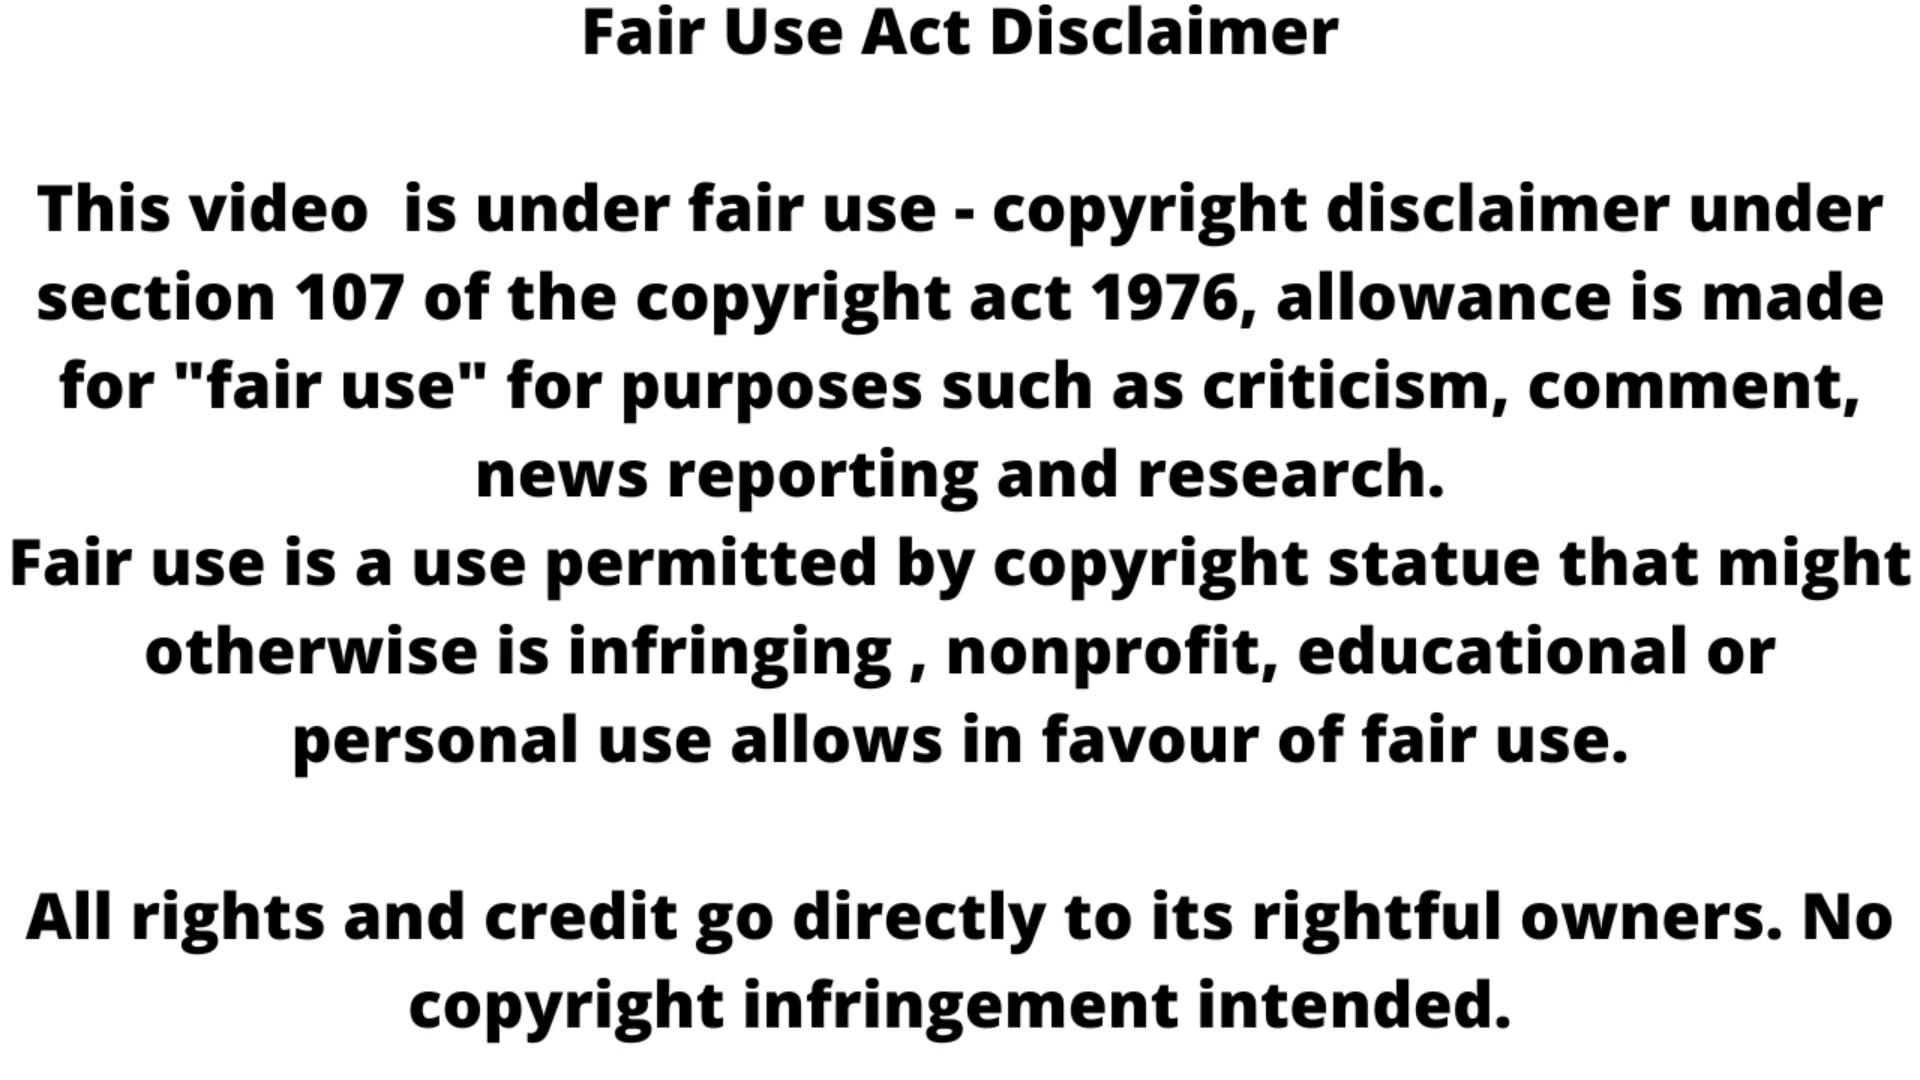 Fair Use Act Disclaimer
This video  is under fair use - copyright disclaimer under
section 107 of the copyright act 1976, allowance is made
for "fair use" for purposes such as criticism, comment,
news reporting and research.
Fair use is a use permitted by copyright statue that might
otherwise is infringing , nonprofit, educational or
personal use allows in favour of fair use.
All rights and credit go directly to its rightful owners. No
copyright infringement intended.